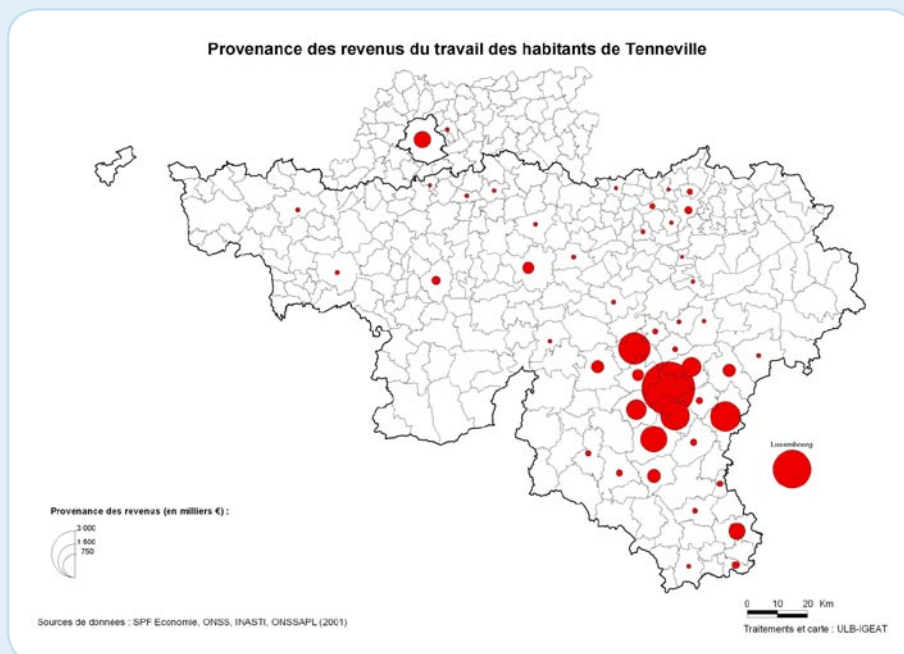 Provenance des revenus du travail des habitants de Tenneville
Luxembourg
Provenance des revenus (en milliers €) :
3 000
1 500
750
0 10 20 Km
Sources de données : SPF Economie, ONSS, INASTI, ONSSAPL (2001)
Traitements et carte : ULB-IGEAT